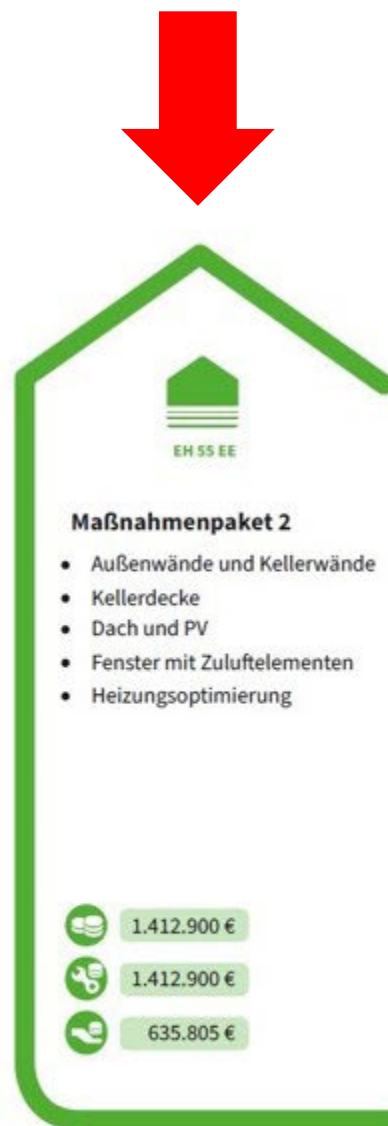 EH 55 EE
Maßnahmenpaket 2
• Außenwände und Kellerwände
• Kellerdecke
• Dach und PV
• Fenster mit Zuluftelementen
• Heizungsoptimierung
1.412.900 €
1.412.900 €
635.805 €